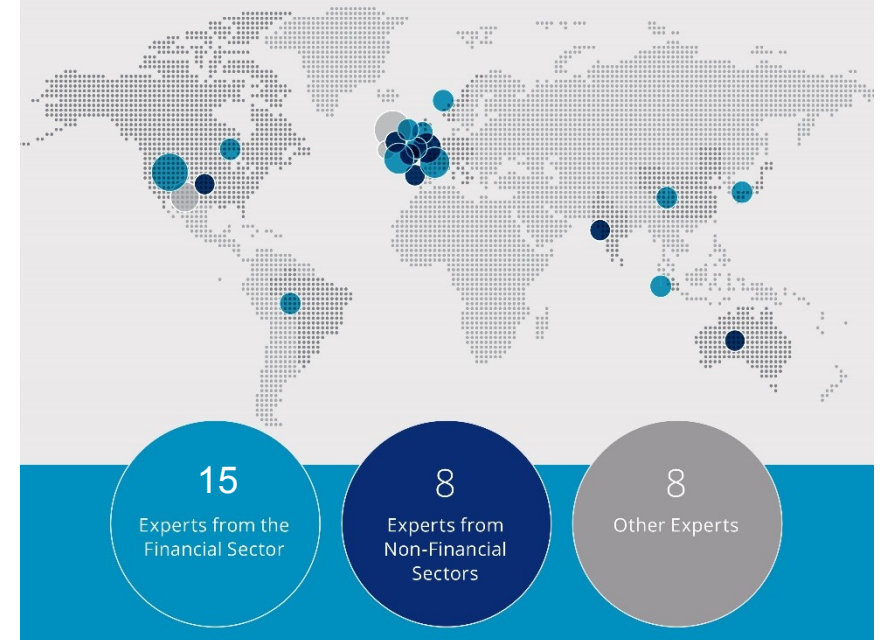 15
Experts from the
Financial Sector
8
Experts from
Non-Financial
Sectors
8
Other Experts